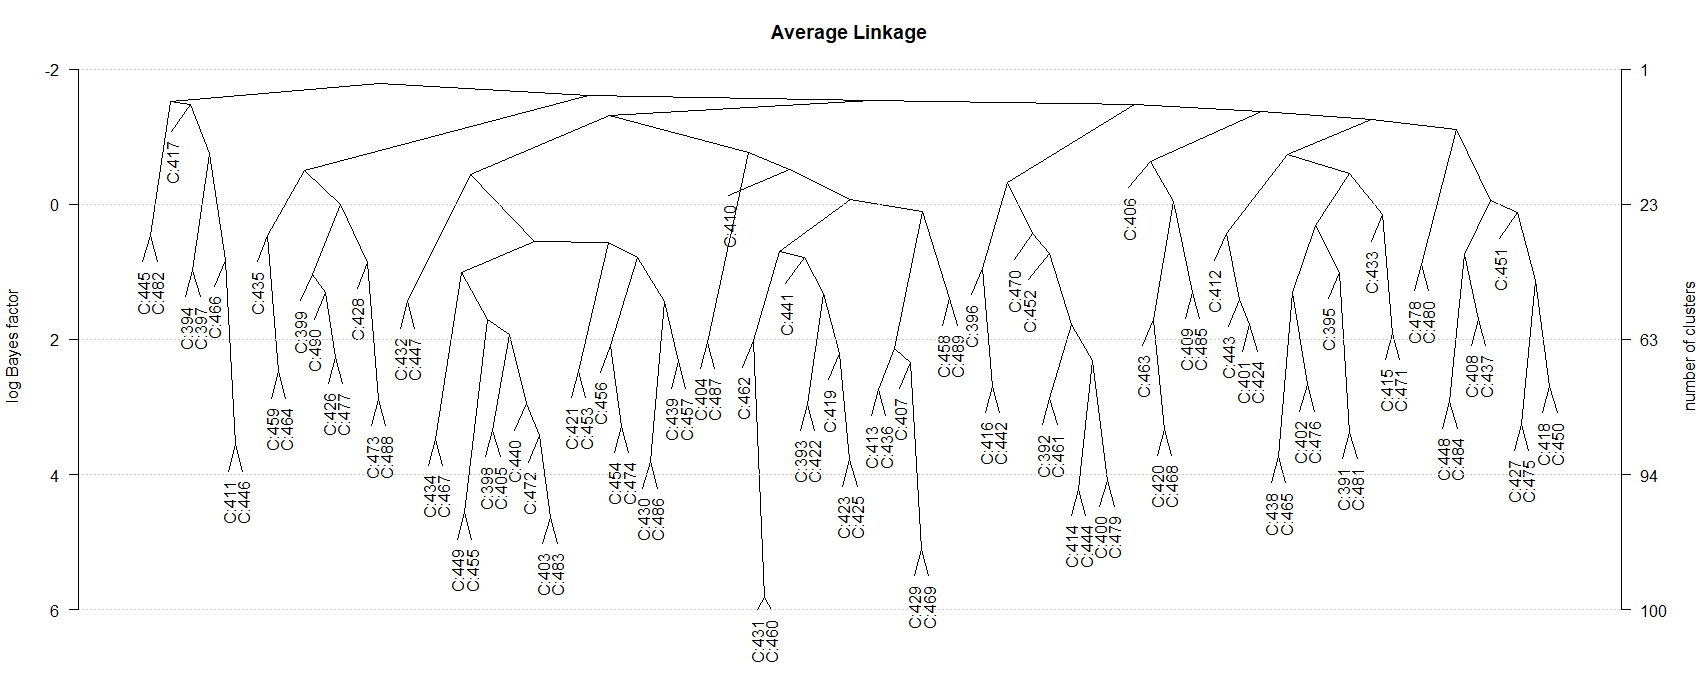 Average Linkage
log Bayes factor
-2
0
2
4
6
number of clusters
1
23
63
94
100
C:445
C:482
C:417
C:394
C:397
C:466
C:411
C:446
C:435
C:459
C:464
C:399
C:490
C:426
C:477
C:428
C:473
C:488
C:432
C:447
C:434
C:467
C:449
C:455
C:398
C:405
C:440
C:472
C:403
C:483
C:421
C:453
C:456
C:454
C:474
C:430
C:486
C:439
C:457
C:404
C:487
C:410
C:462
C:431
C:460
C:441
C:393
C:422
C:419
C:423
C:425
C:413
C:436
C:407
C:429
C:469
C:458
C:489
C:396
C:416
C:442
C:470
C:452
C:392
C:461
C:414
C:444
C:400
C:479
C:406
C:463
C:420
C:468
C:409
C:485
C:412
C:443
C:401
C:424
C:438
C:465
C:402
C:476
C:395
C:391
C:481
C:433
C:415
C:471
C:478
C:480
C:448
C:484
C:408
C:437
C:451
C:427
C:475
C:418
C:450